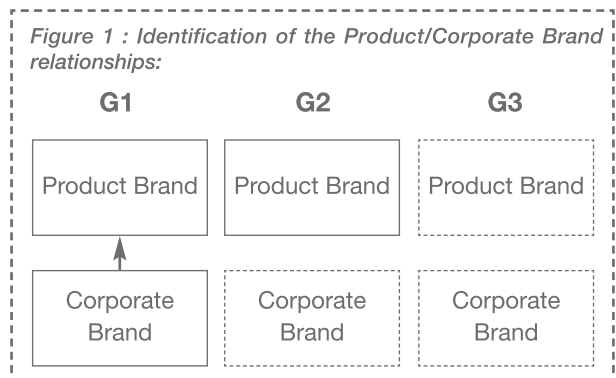 Figure 1 : Identification of the Product/Corporate Brand
relationships:
G1 G2 G3
Product Brand Product Brand Product Brand
Corporate Brand Corporate Brand Corporate Brand